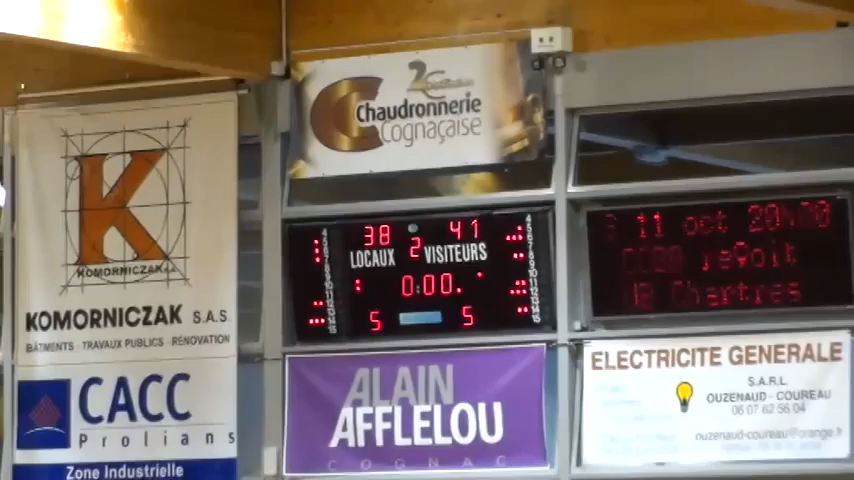 K
KOMORNICZAK
KOMORNICZAK S.A.S.
BÂTIMENTS - TRAVAUX PUBLICS - RÉNOVATION
CACC
Prolians
Zone Industrielle
Chaudronnerie
Cognaçaise
38 2 41
LOCAUX VISITEURS
0:00.
5 5
ALAIN
AFFLELOU
COGNAC
11 oct
reçoit
Chartres
ELECTRICITE GENERALE
S.A.R.L.
OUZENAUD - COUREAU
06 07 62 56 04
ouzenaud-coureau@orange.fr